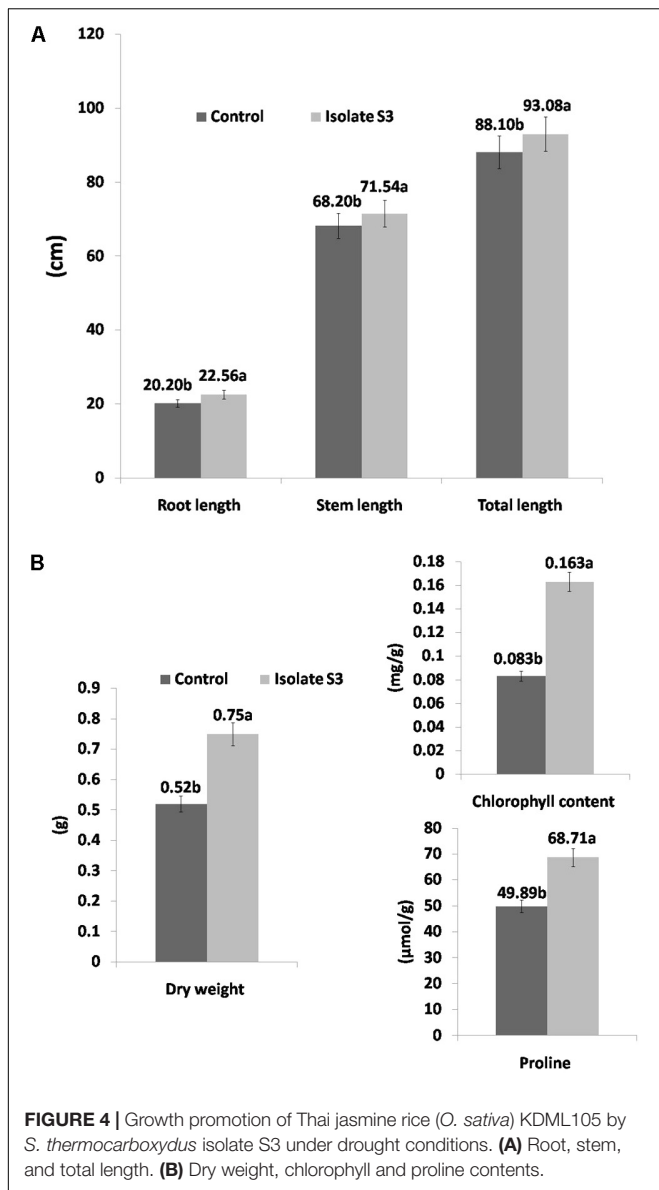 A
120
100
80
60
40
20
0
(cm)
Control
Isolate S3
20.20b
22.56a
68.20b
71.54a
88.10b
93.08a
Root length
Stem length
Total length
B
0.9
0.8
0.7
0.6
0.5
0.4
0.3
0.2
0.1
0
(g)
Control
Isolate S3
0.52b
0.75a
Dry weight
0.18
0.16
0.14
0.12
0.1
0.08
0.06
0.04
0.02
0
(mg/g)
0.083b
0.163a
Chlorophyll content
80
70
60
50
40
30
20
10
0
(µmol/g)
49.89b
68.71a
Proline
FIGURE 4 | Growth promotion of Thai jasmine rice (O. sativa) KDML105 by
S. thermocarboxydus isolate S3 under drought conditions. (A) Root, stem,
and total length. (B) Dry weight, chlorophyll and proline contents.